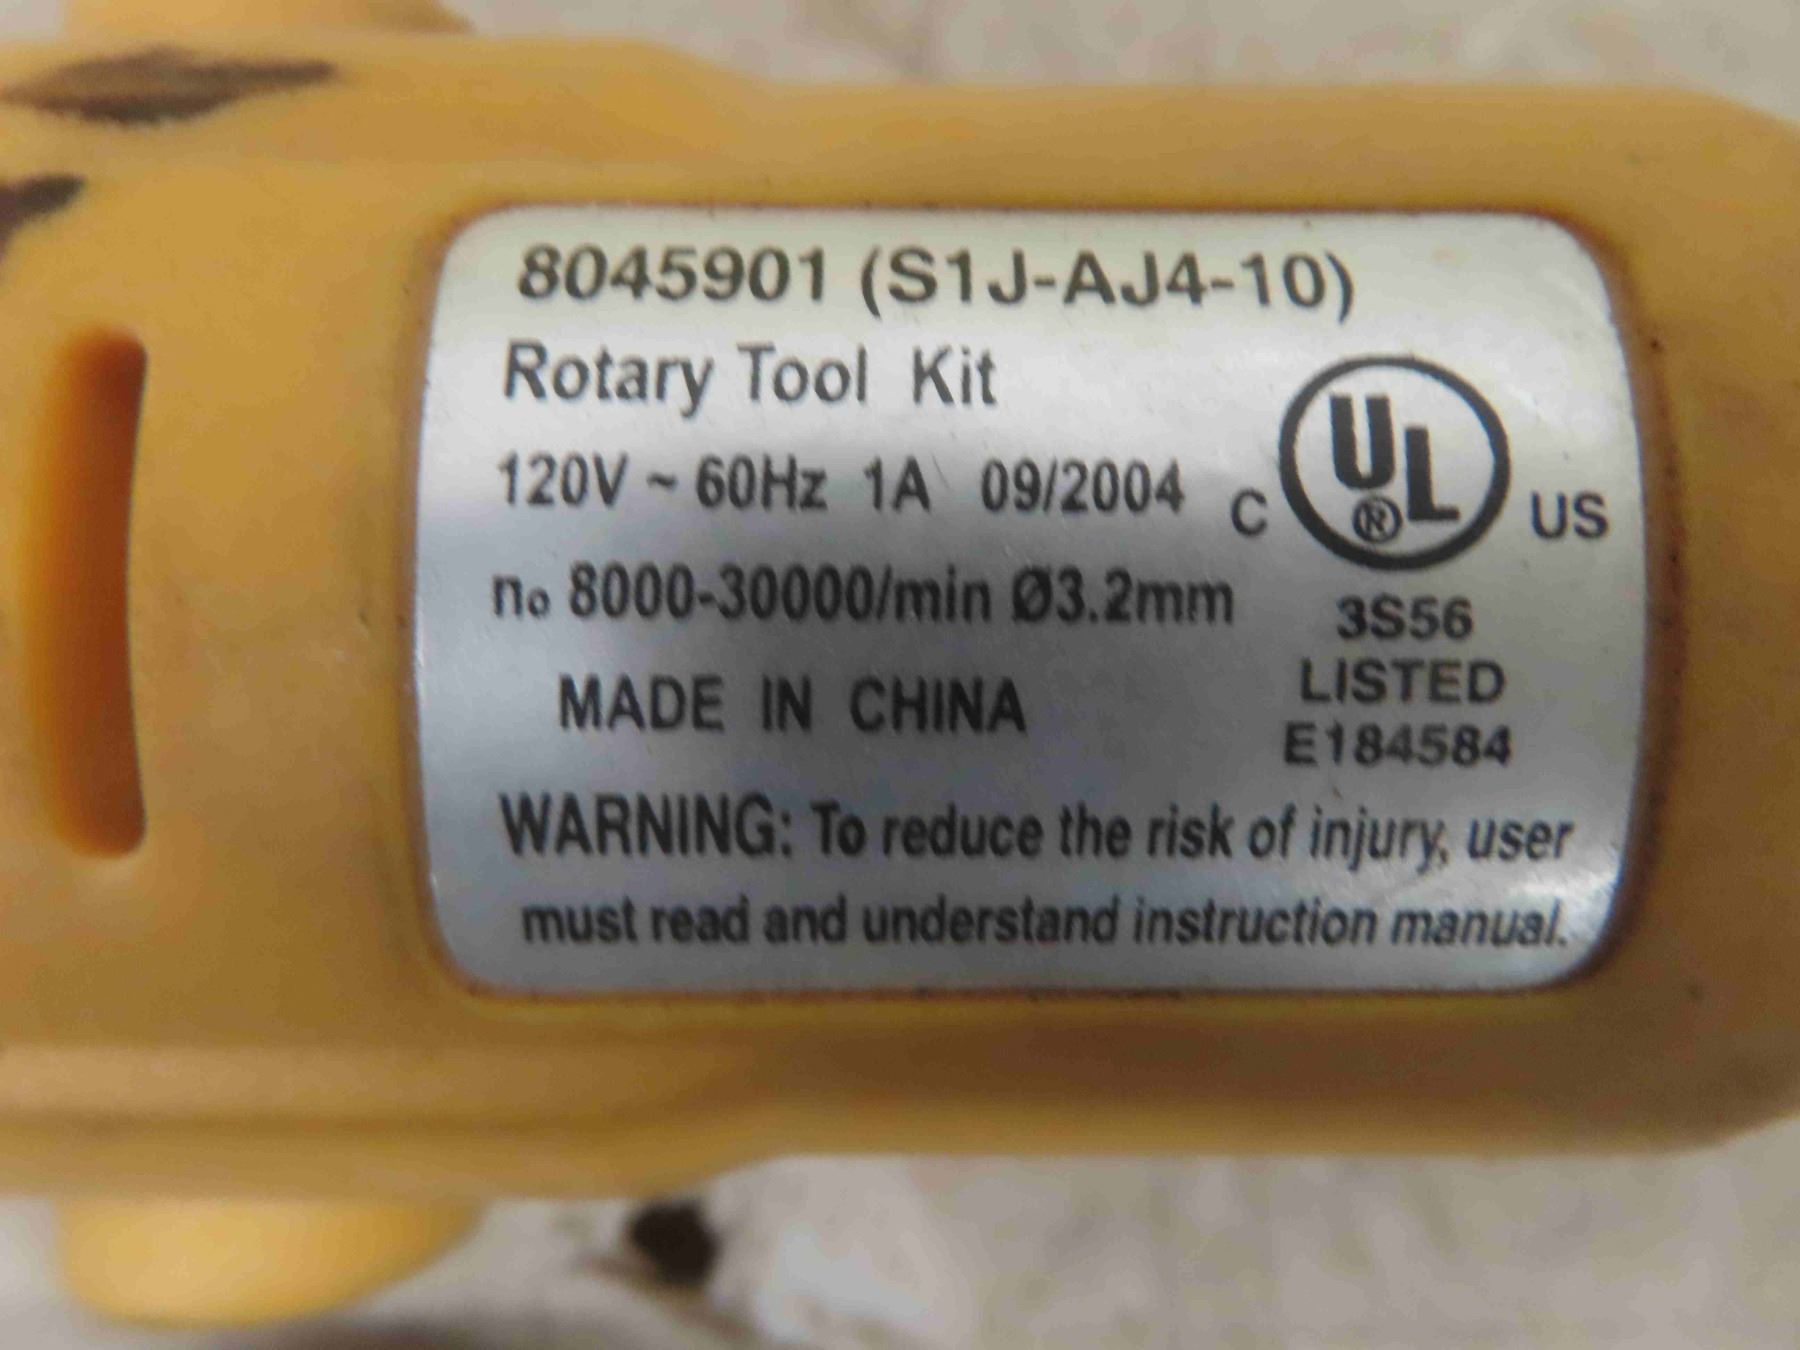 8045901 (S1J-AJ4-10)
Rotary Tool Kit
120V ~ 60Hz 1A 09/2004
n₀ 8000-30000/min Ø3.2mm
MADE IN CHINA
C UL ® US
3S56
LISTED
E184584
WARNING: To reduce the risk of injury, user
must read and understand instruction manual.